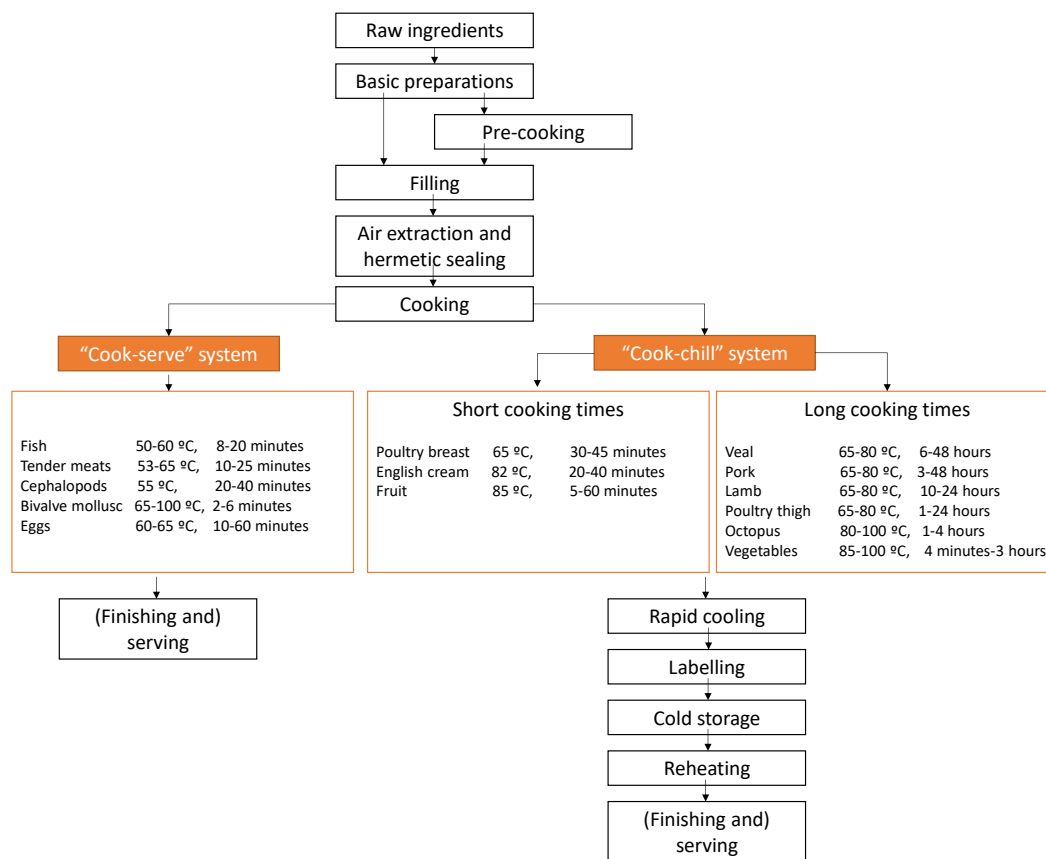 Raw ingredients
Basic preparations
Pre-cooking
Filling
Air extraction and
hermetic sealing
Cooking
“Cook-serve” system
“Cook-chill” system
Fish 50-60 ºC, 8-20 minutes
Tender meats 53-65 ºC, 10-25 minutes
Cephalopods 55 ºC, 20-40 minutes
Bivalve mollusc 65-100 ºC, 2-6 minutes
Eggs 60-65 ºC, 10-60 minutes
Short cooking times
Poultry breast 65 ºC, 30-45 minutes
English cream 82 ºC, 20-40 minutes
Fruit 85 ºC, 5-60 minutes
Long cooking times
Veal 65-80 ºC, 6-48 hours
Pork 65-80 ºC, 3-48 hours
Lamb 65-80 ºC, 10-24 hours
Poultry thigh 65-80 ºC, 1-24 hours
Octopus 80-100 ºC, 1-4 hours
Vegetables 85-100 ºC, 4 minutes-3 hours
(Finishing and)
serving
Rapid cooling
Labelling
Cold storage
Reheating
(Finishing and)
serving